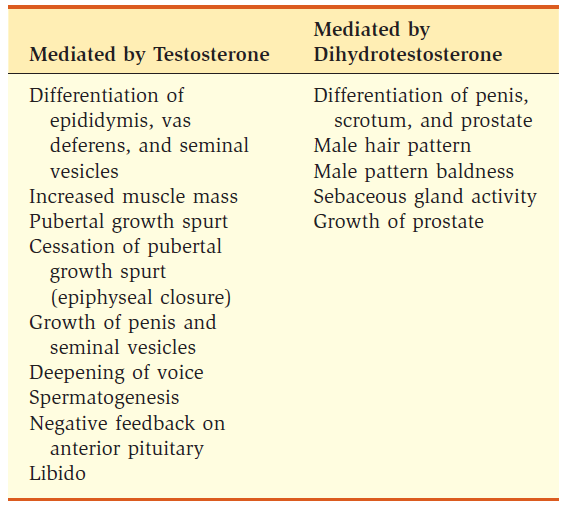 Mediated by Testosterone
Mediated by
Dihydrotestosterone
Differentiation of
epididymis, vas
deferens, and seminal
vesicles
Increased muscle mass
Pubertal growth spurt
Cessation of pubertal
growth spurt
(epiphyseal closure)
Growth of penis and
seminal vesicles
Deepening of voice
Spermatogenesis
Negative feedback on
anterior pituitary
Libido
Differentiation of penis,
scrotum, and prostate
Male hair pattern
Male pattern baldness
Sebaceous gland activity
Growth of prostate